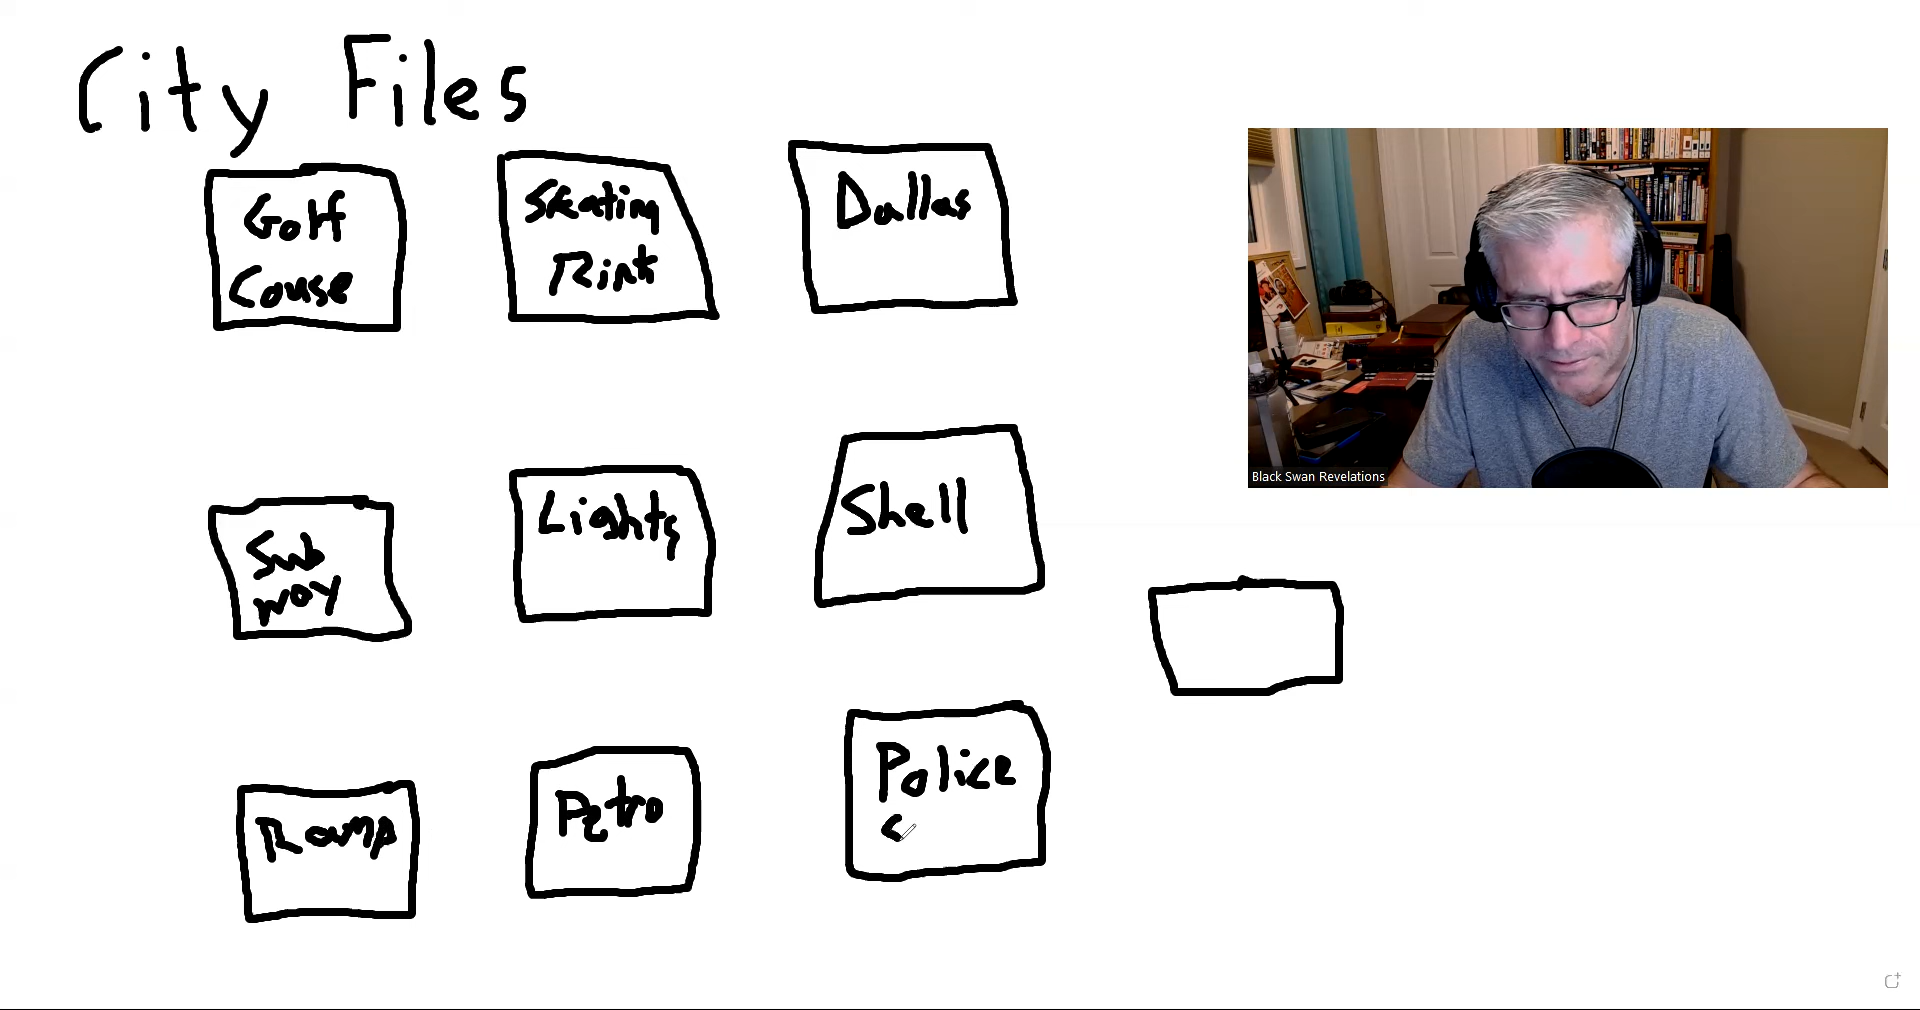 City Files
Golf
Couse
Skating
Rink
Dallas
Sub
way
Lights
Shell
Ramp
Petro
Police
S
Black Swan Revelations